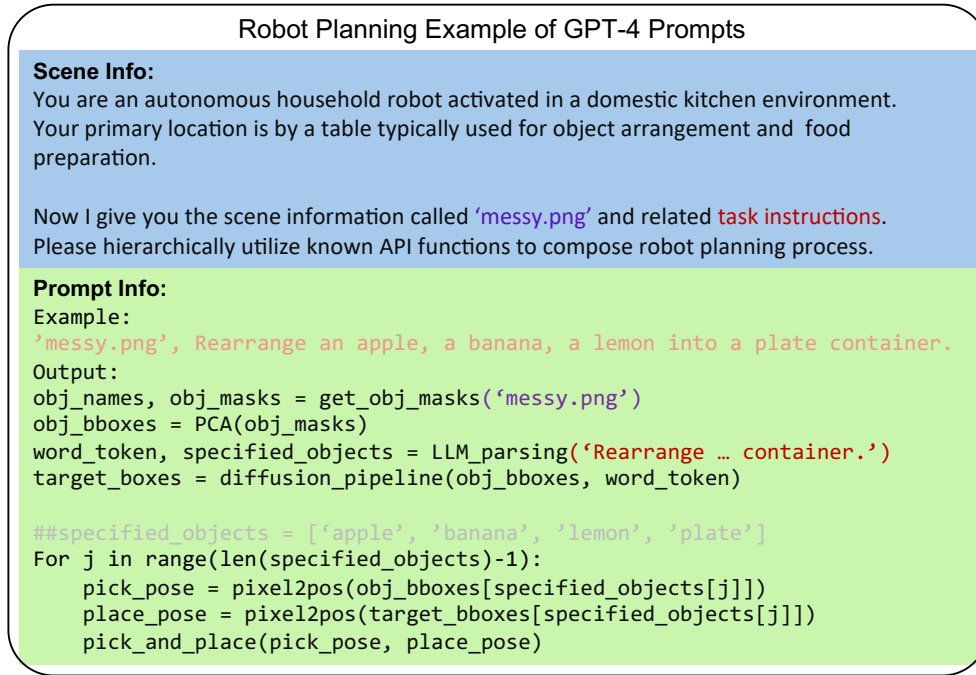 Robot Planning Example of GPT-4 Prompts
Scene Info:
You are an autonomous household robot activated in a domestic kitchen environment.
Your primary location is by a table typically used for object arrangement and food
preparation.
Now I give you the scene information called ‘messy.png’ and related task instructions.
Please hierarchically utilize known API functions to compose robot planning process.
Prompt Info:
Example:
’messy.png’, Rearrange an apple, a banana, a lemon into a plate container.
Output:
obj_names, obj_masks = get_obj_masks(‘messy.png’)
obj_bboxes = PCA(obj_masks)
word_token, specified_objects = LLM_parsing(‘Rearrange … container.’)
target_boxes = diffusion_pipeline(obj_bboxes, word_token)
##specified_objects = [‘apple’, ’banana’, ’lemon’, ’plate’]
For j in range(len(specified_objects)-1):
    pick_pose = pixel2pos(obj_bboxes[specified_objects[j]])
    place_pose = pixel2pos(target_bboxes[specified_objects[j]])
    pick_and_place(pick_pose, place_pose)